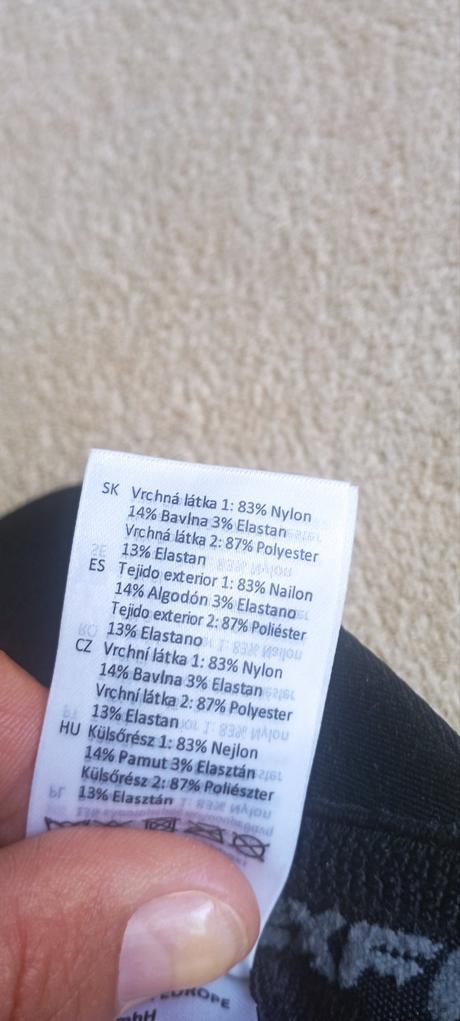 SK Vrchná látka 1: 83% Nylon
14% Bavlna 3% Elastan
Vrchná látka 2: 87% Polyester
13% Elastan
ES Tejido exterior 1: 83% Nailon
14% Algodón 3% Elastano
Tejido exterior 2: 87% Poliéster
13% Elastano
CZ Vrchní látka 1: 83% Nylon
14% Bavlna 3% Elastan
Vrchní látka 2: 87% Polyester
13% Elastan
HU Külsőrész 1: 83% Nejlon
14% Pamut 3% Elasztán
Külsőrész 2: 87% Poliészter
13% Elasztán
EUROPE